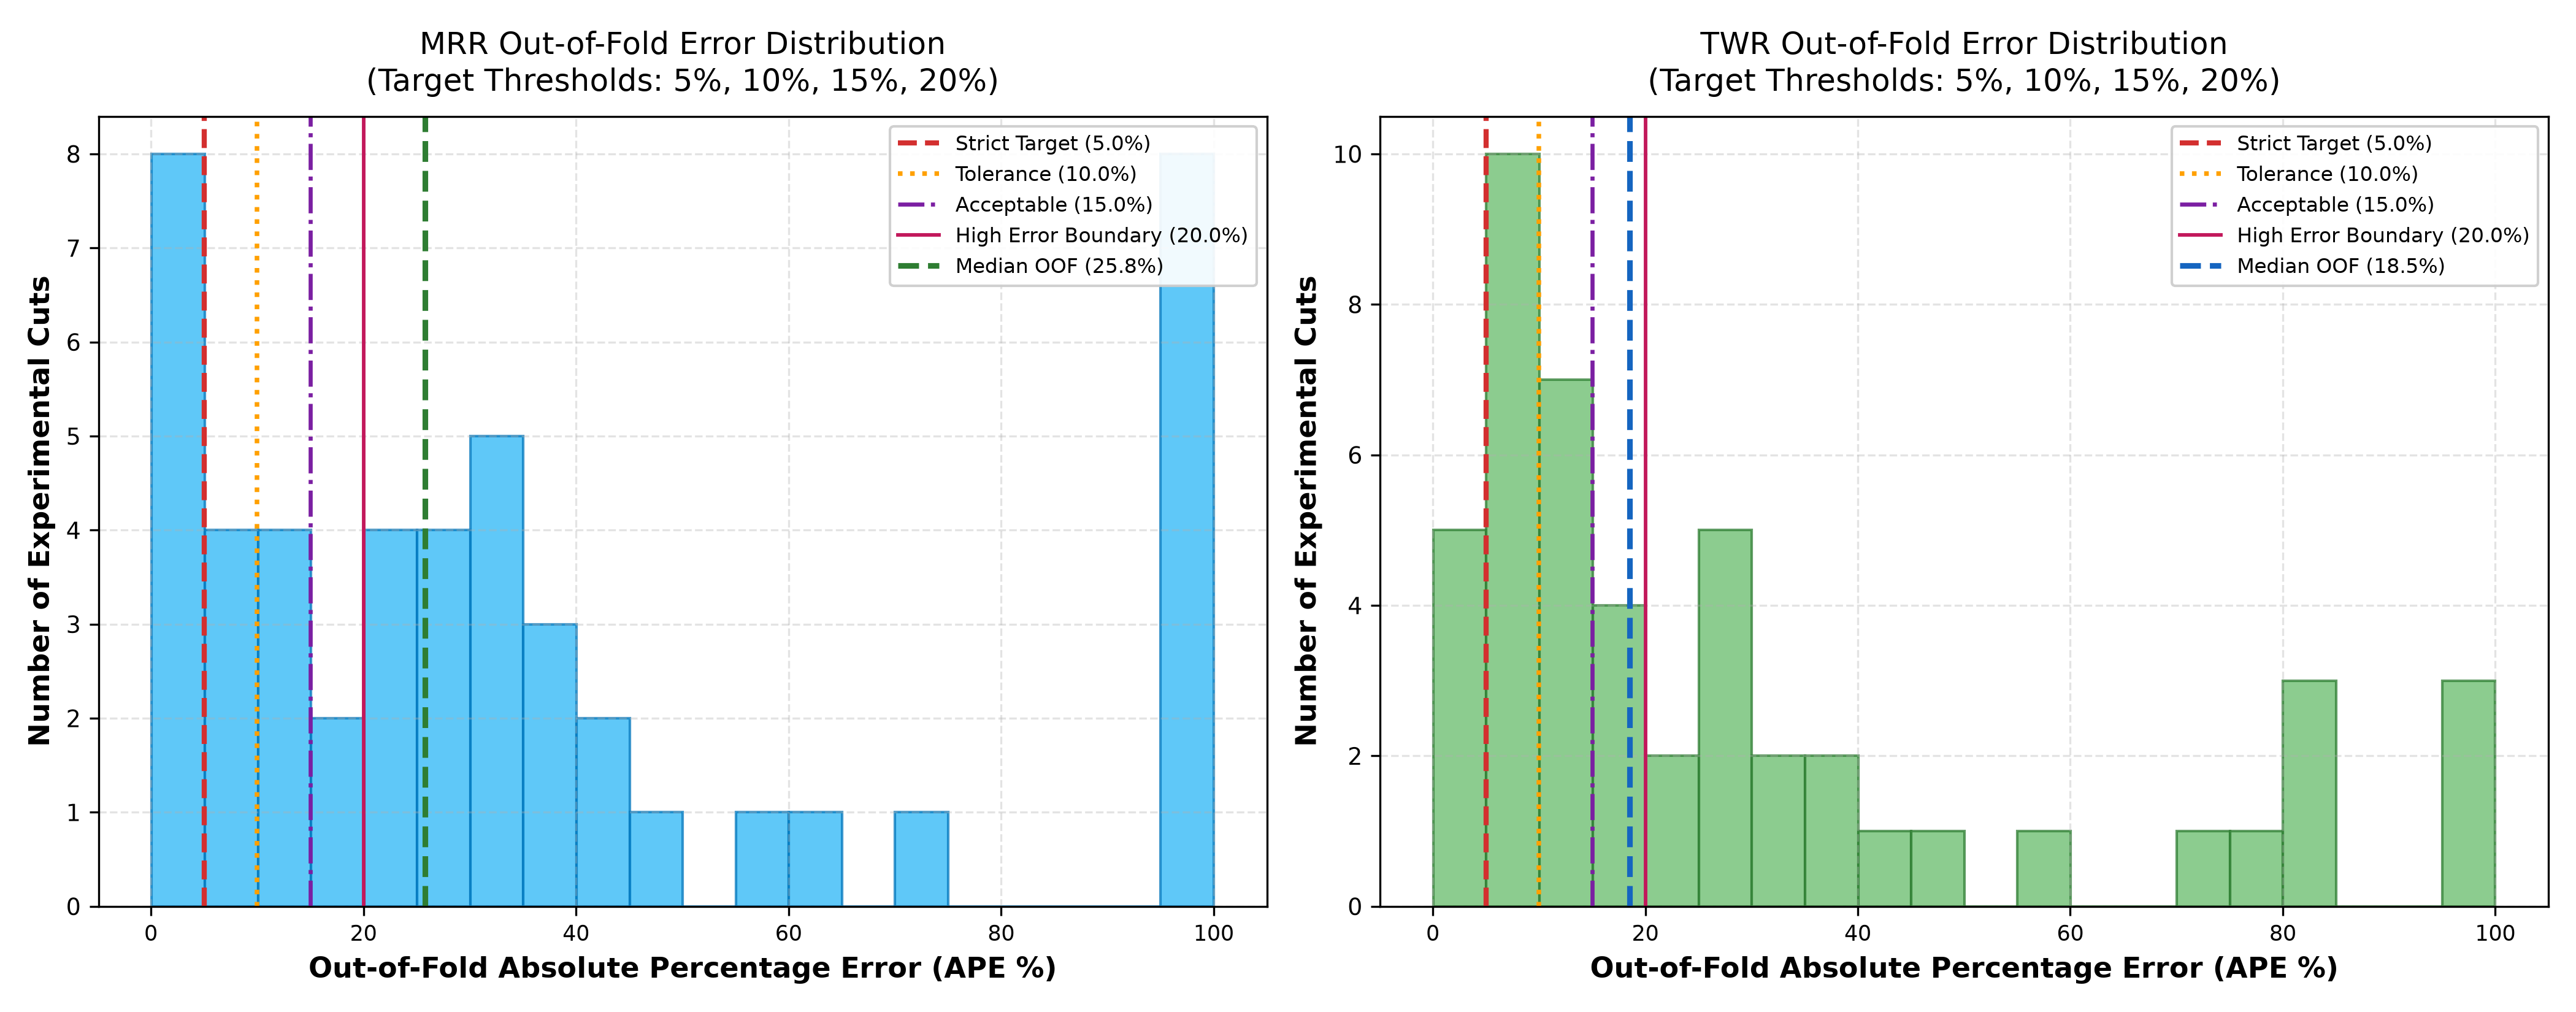 MRR Out-of-Fold Error Distribution
(Target Thresholds: 5%, 10%, 15%, 20%)
Number of Experimental Cuts
8
7
6
5
4
3
2
1
0
Strict Target (5.0%)
Tolerance (10.0%)
Acceptable (15.0%)
High Error Boundary (20.0%)
Median OOF (25.8%)
0 20 40 60 80 100
Out-of-Fold Absolute Percentage Error (APE %)
TWR Out-of-Fold Error Distribution
(Target Thresholds: 5%, 10%, 15%, 20%)
Number of Experimental Cuts
10
8
6
4
2
0
Strict Target (5.0%)
Tolerance (10.0%)
Acceptable (15.0%)
High Error Boundary (20.0%)
Median OOF (18.5%)
0 20 40 60 80 100
Out-of-Fold Absolute Percentage Error (APE %)